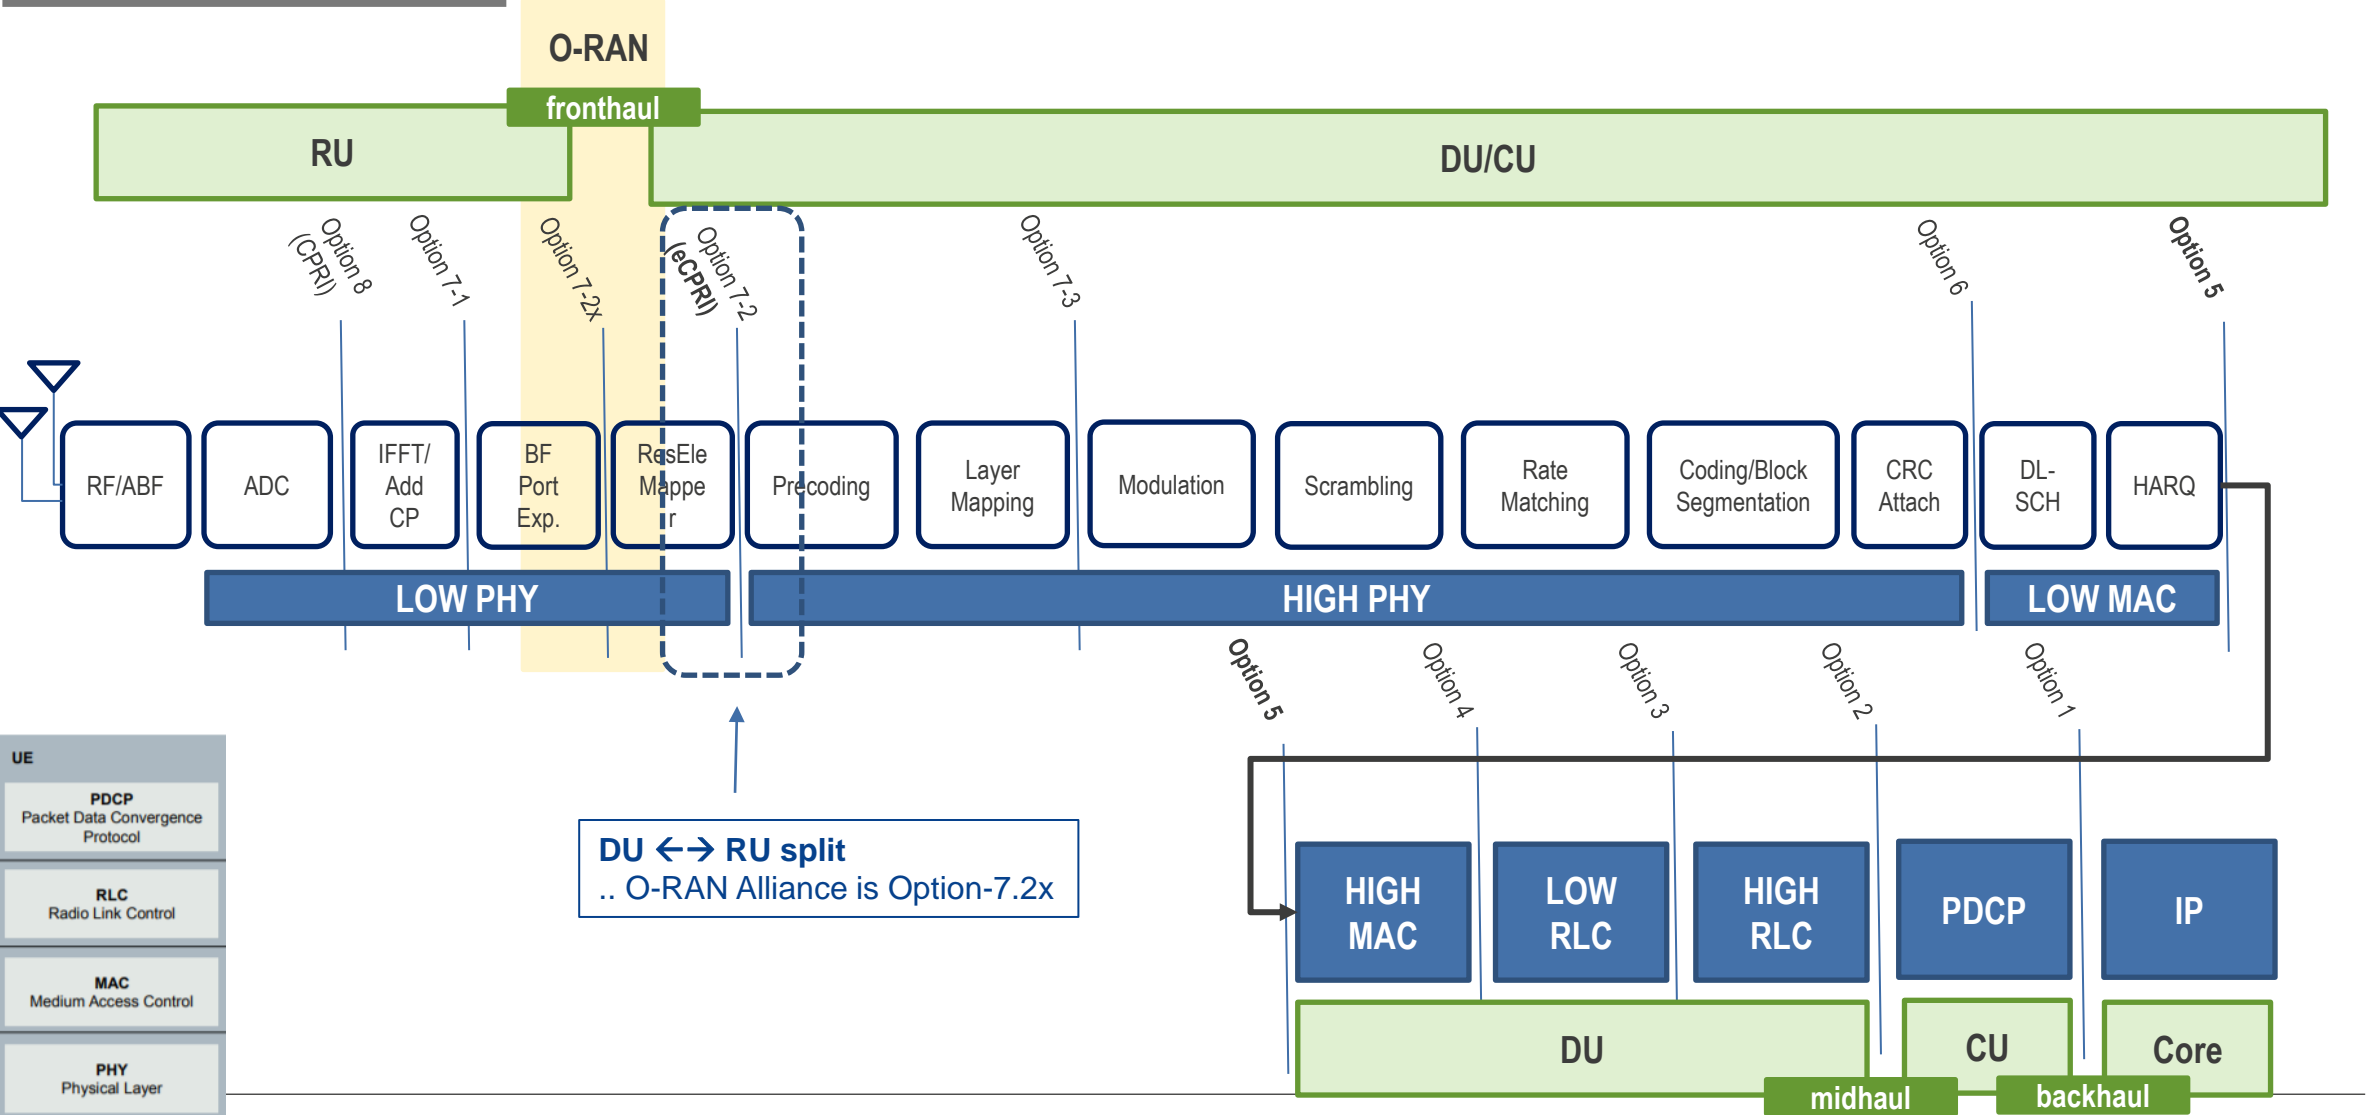 O-RAN
fronthaul
RU
DU/CU
Option 8
(CPRI)
Option 7-1
Option 7-2x
Option 7-2
(eCPRI)
Option 7-3
Option 6
Option 5
RF/ABF
ADC
IFFT/
Add
CP
BF
Port
Exp.
ResEle
Mappe
r
Precoding
Layer
Mapping
Modulation
Scrambling
Rate
Matching
Coding/Block
Segmentation
CRC
Attach
DL-
SCH
HARQ
LOW PHY
HIGH PHY
LOW MAC
Option 5
Option 4
Option 3
Option 2
Option 1
UE
PDCP
Packet Data Convergence
Protocol
RLC
Radio Link Control
MAC
Medium Access Control
PHY
Physical Layer
DU ←→ RU split
.. O-RAN Alliance is Option-7.2x
HIGH
MAC
LOW
RLC
HIGH
RLC
PDCP
IP
DU
CU
Core
midhaul
backhaul